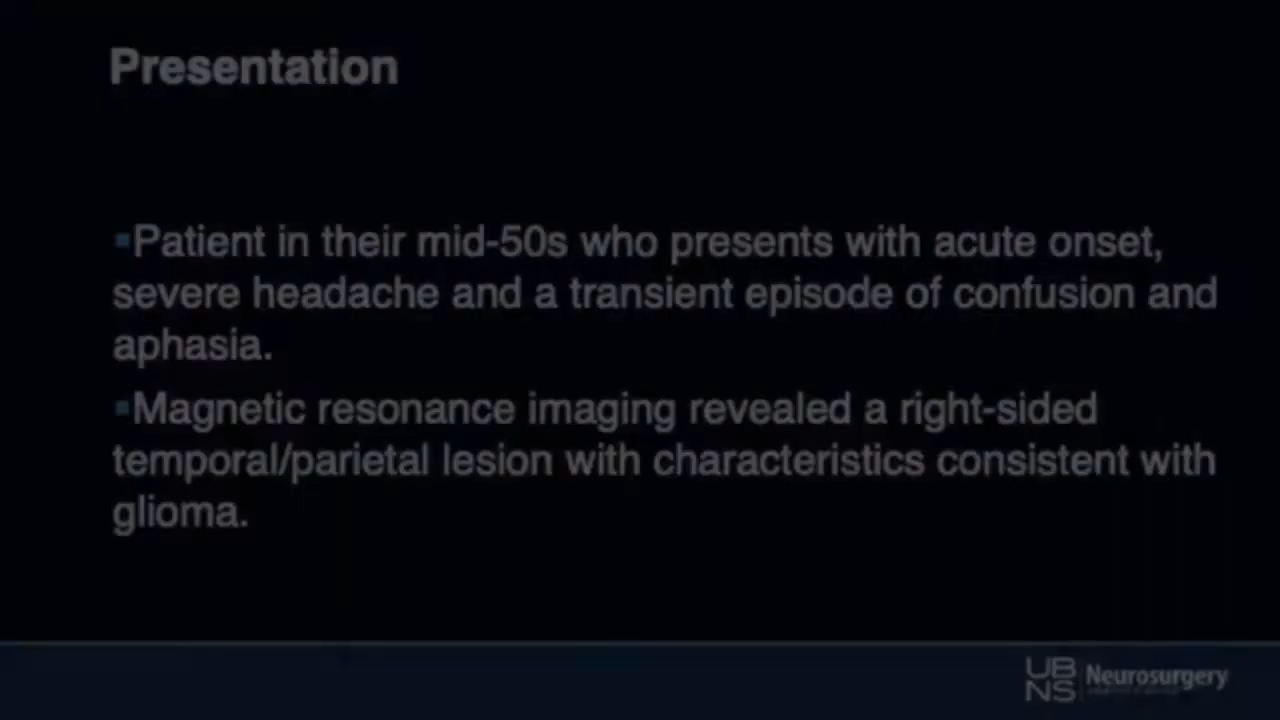 Presentation
▪Patient in their mid-50s who presents with acute onset,
severe headache and a transient episode of confusion and
aphasia.
▪Magnetic resonance imaging revealed a right-sided
temporal/parietal lesion with characteristics consistent with
glioma.
UB
NS
Neurosurgery